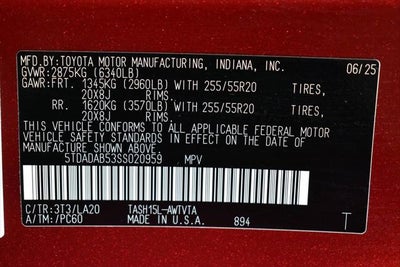 MFD.BY: TOYOTA MOTOR MANUFACTURING, INDIANA, INC.
GVWR: 2875KG (6340LB) 06/25
GAWR: FRT. 1345KG (2960LB) WITH 255/55R20 TIRES,
20X8J RIMS.
RR. 1620KG (3570LB) WITH 255/55R20 TIRES,
20X8J RIMS.
THIS VEHICLE CONFORMS TO ALL APPLICABLE FEDERAL MOTOR
VEHICLE SAFETY STANDARDS IN EFFECT ON THE DATE OF
MANUFACTURE SHOWN ABOVE.
5TDADAB53SS020959 MPV
C/TR:3T3/LA20 TASH15L-AWTVTA
A/TM:/PC60 MADE IN U.S.A. 894 T